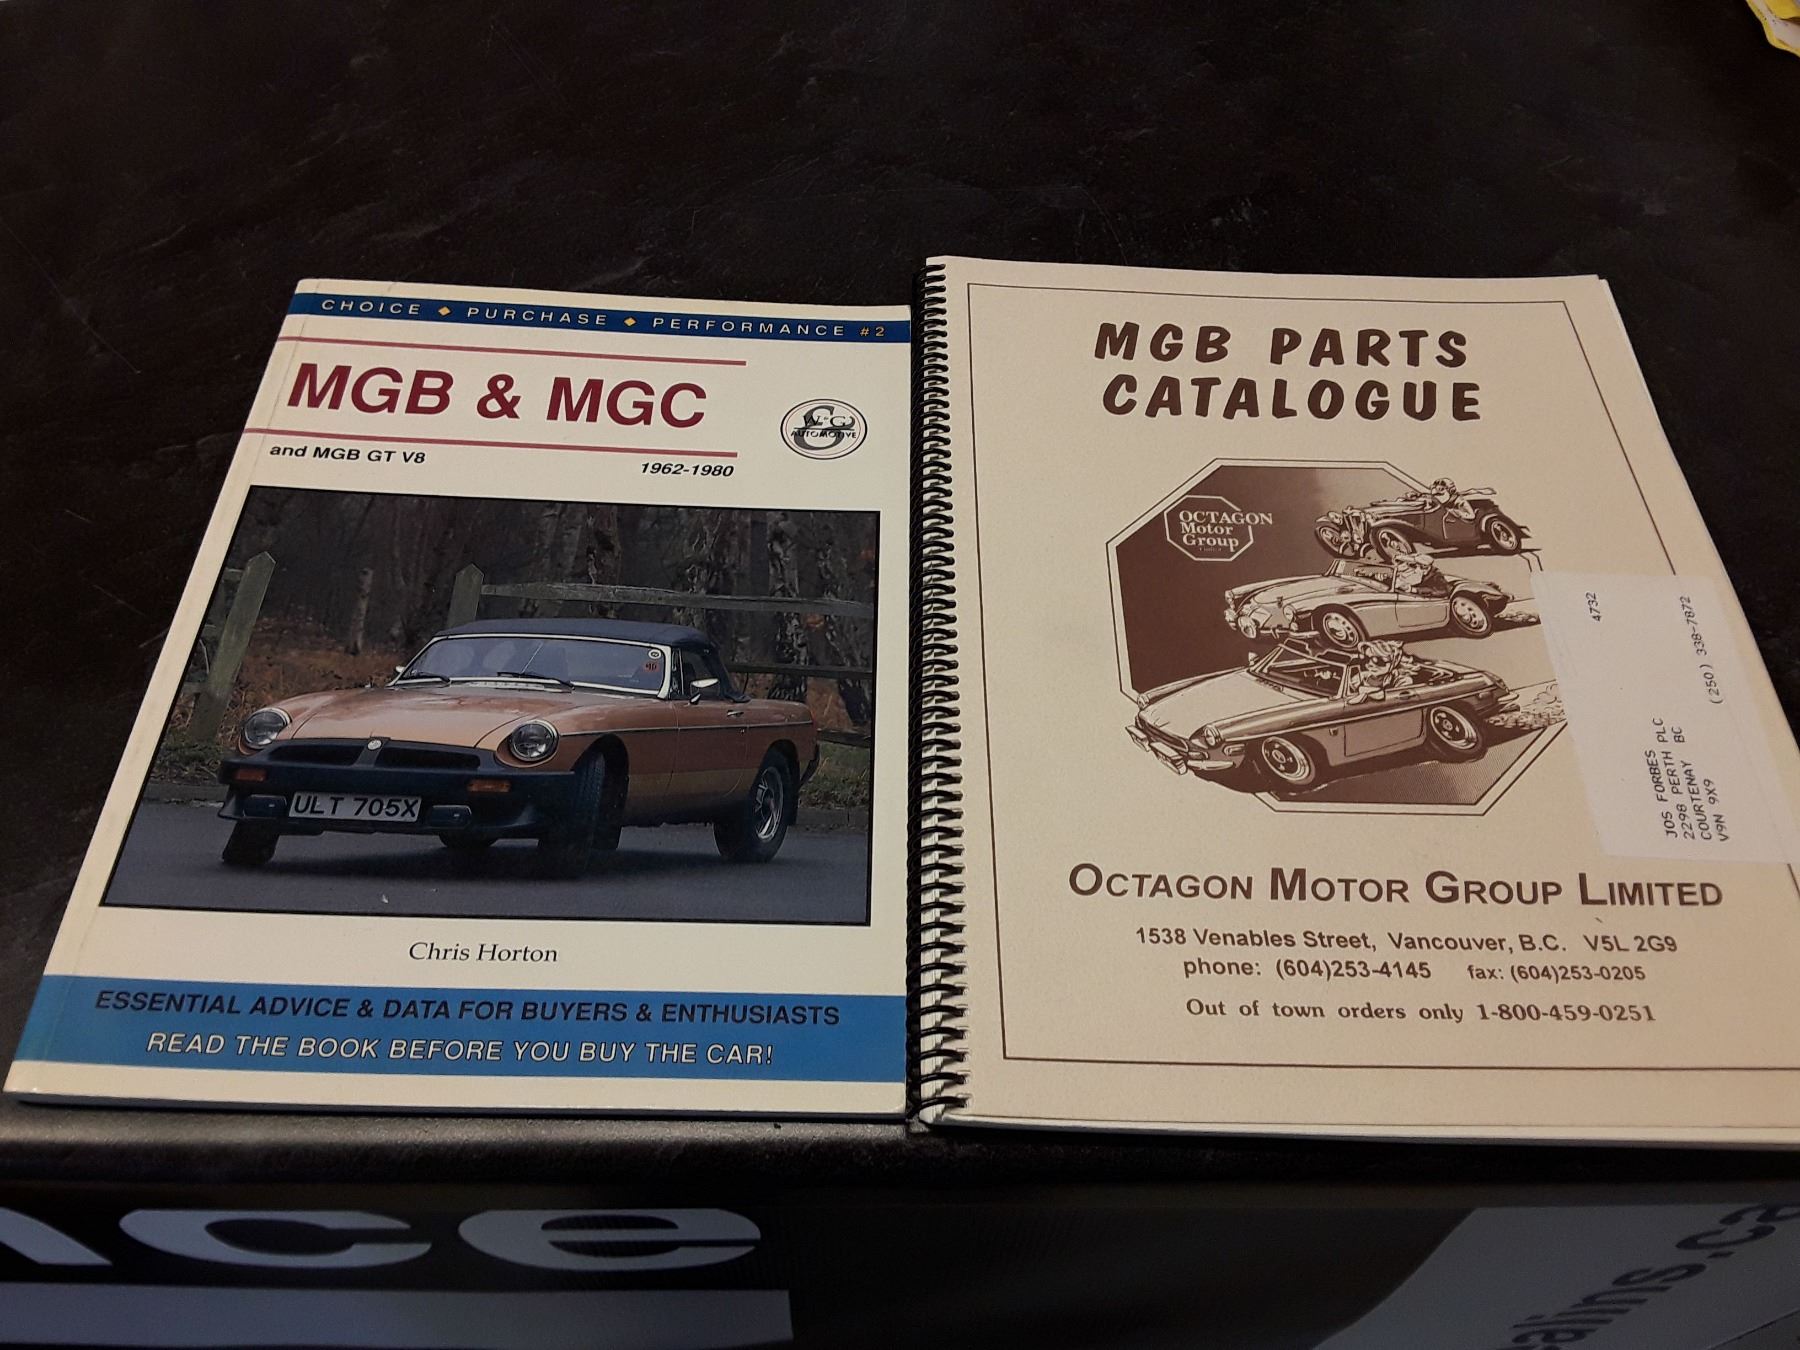 CHOICE ◆ PURCHASE ◆ PERFORMANCE #2
MGB & MGC
and MGB GT V8
1962-1980
W&G
AUTOMOTIVE
ULT 705X
Chris Horton
ESSENTIAL ADVICE & DATA FOR BUYERS & ENTHUSIASTS
READ THE BOOK BEFORE YOU BUY THE CAR!
MGB PARTS
CATALOGUE
OCTAGON
Motor
Group
4732
(250) 338-7872
JOS FORBES PLC
2298 PERTH
COURTENAY BC
V9N 9X9
OCTAGON MOTOR GROUP LIMITED
1538 Venables Street, Vancouver, B.C. V5L 2G9
phone: (604)253-4145 fax: (604)253-0205
Out of town orders only 1-800-459-0251
ace
alins.ca